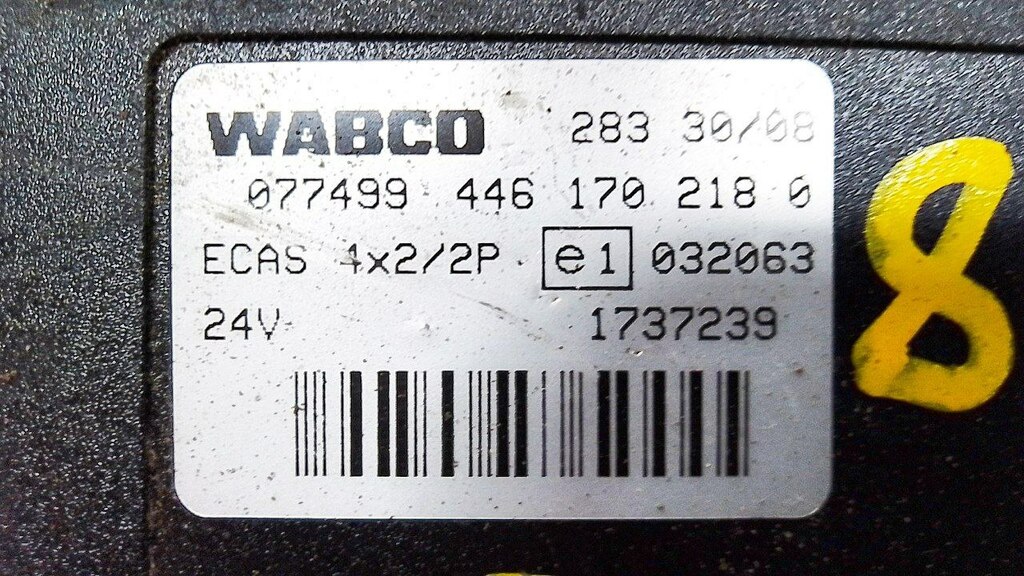 WABCO 283 30/08
077499 446 170 218 0
ECAS 4x2/2P e1 032063
24V 1737239
8